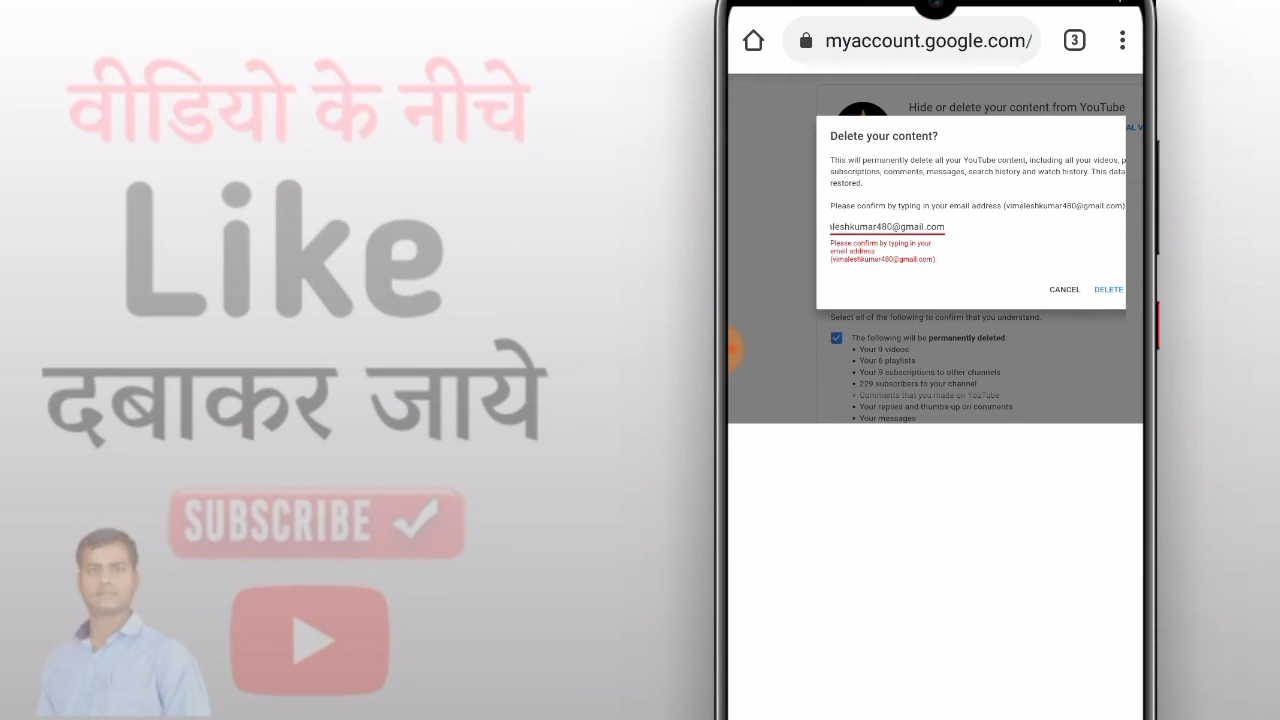 वीडियो के नीचे
Like
दबाकर जाये
SUBSCRIBE
myaccount.google.com/
3
Hide or delete your content from YouTube
AL V
Delete your content?
This will permanently delete all your YouTube content, including all your videos, p
subscriptions, comments, messages, search history and watch history. This data
restored.
Please confirm by typing in your email address (vimaleshkumar480@gmail.com)
aleshkumar480@gmail.com
Please confirm by typing in your
email address
(vimaleshkumar480@gmail.com).
CANCEL DELETE
Select all of the following to confirm that you understand.
The following will be permanently deleted:
• Your 9 videos
• Your 6 playlists
• Your 9 subscriptions to other channels
• 229 subscribers to your channel
• Comments that you made on YouTube
• Your replies and thumbs-up on comments
• Your messages